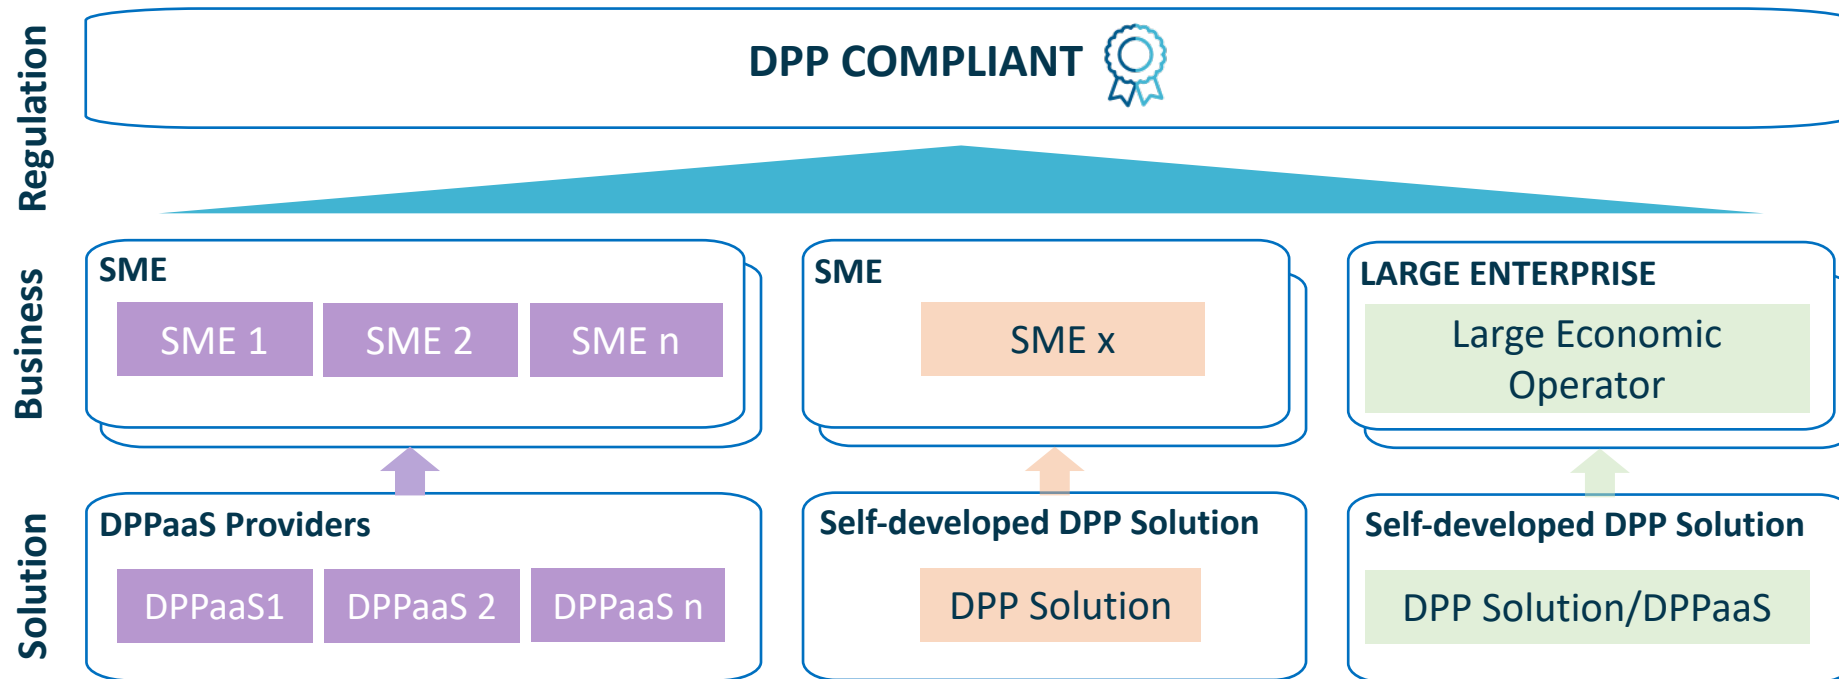 Regulation
DPP COMPLIANT
Business
SME
SME 1
SME 2
SME n
SME
SME x
LARGE ENTERPRISE
Large Economic
Operator
Solution
DPPaaS Providers
DPPaaS1
DPPaaS 2
DPPaaS n
Self-developed DPP Solution
DPP Solution
Self-developed DPP Solution
DPP Solution/DPPaaS